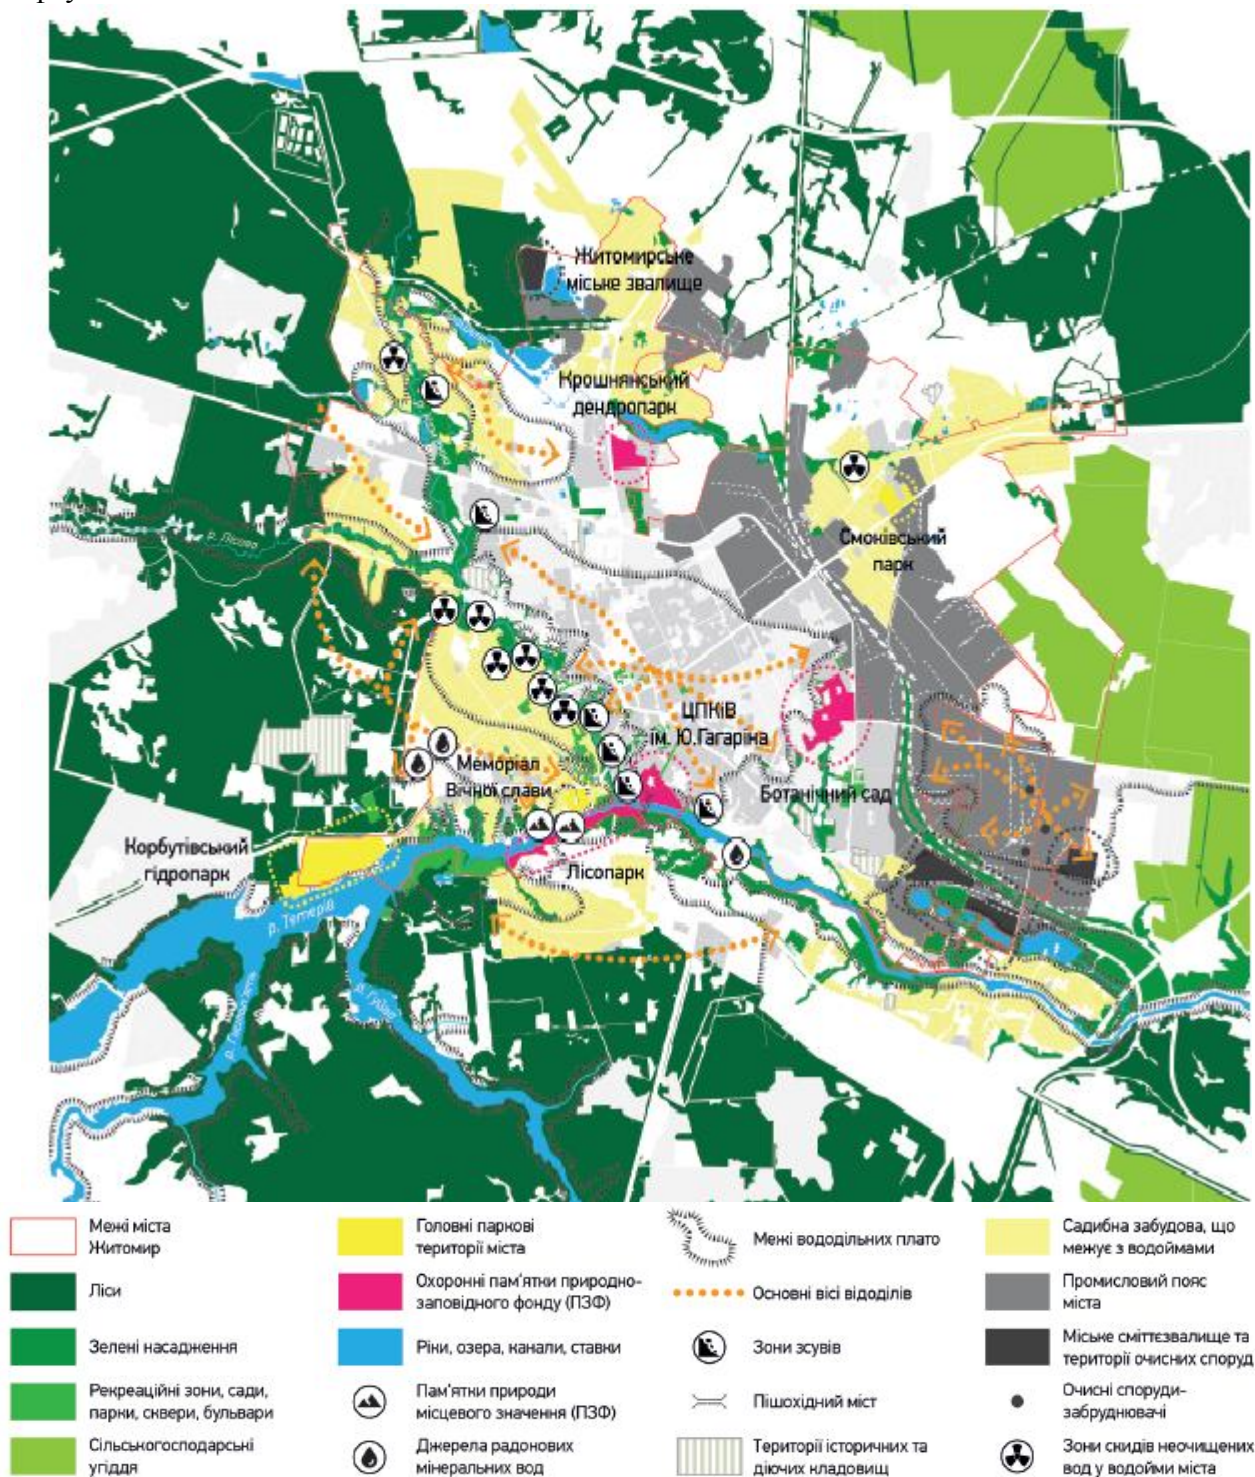 Житомирське
міське звалище
Крошнянський
дендропарк
р. Лісова
Смоківський
парк
ЦПКіВ
ім. Ю.Гагаріна
Меморіал
Вічної слави
Ботанічний сад
Корбутівський
гідропарк
Лісопарк
р. Тетерів
Межі міста
Житомир
Ліси
Зелені насадження
Рекреаційні зони, сади,
парки, сквери, бульвари
Сільськогосподарські
угіддя
Головні паркові
території міста
Охоронні пам'ятки природно-
заповідного фонду (ПЗФ)
Ріки, озера, канали, ставки
Пам'ятки природи
місцевого значення (ПЗФ)
Джерела радонових
мінеральних вод
Межі вододільних плато
Основні вісі відоділів
Зони зсувів
Пішохідний міст
Території історичних та
діючих кладовищ
Садибна забудова, що
межує з водоймами
Промисловий пояс
міста
Міське сміттєзвалище та
території очисних споруд
Очисні споруди-
забруднювачі
Зони скидів неочищених
вод у водойми міста